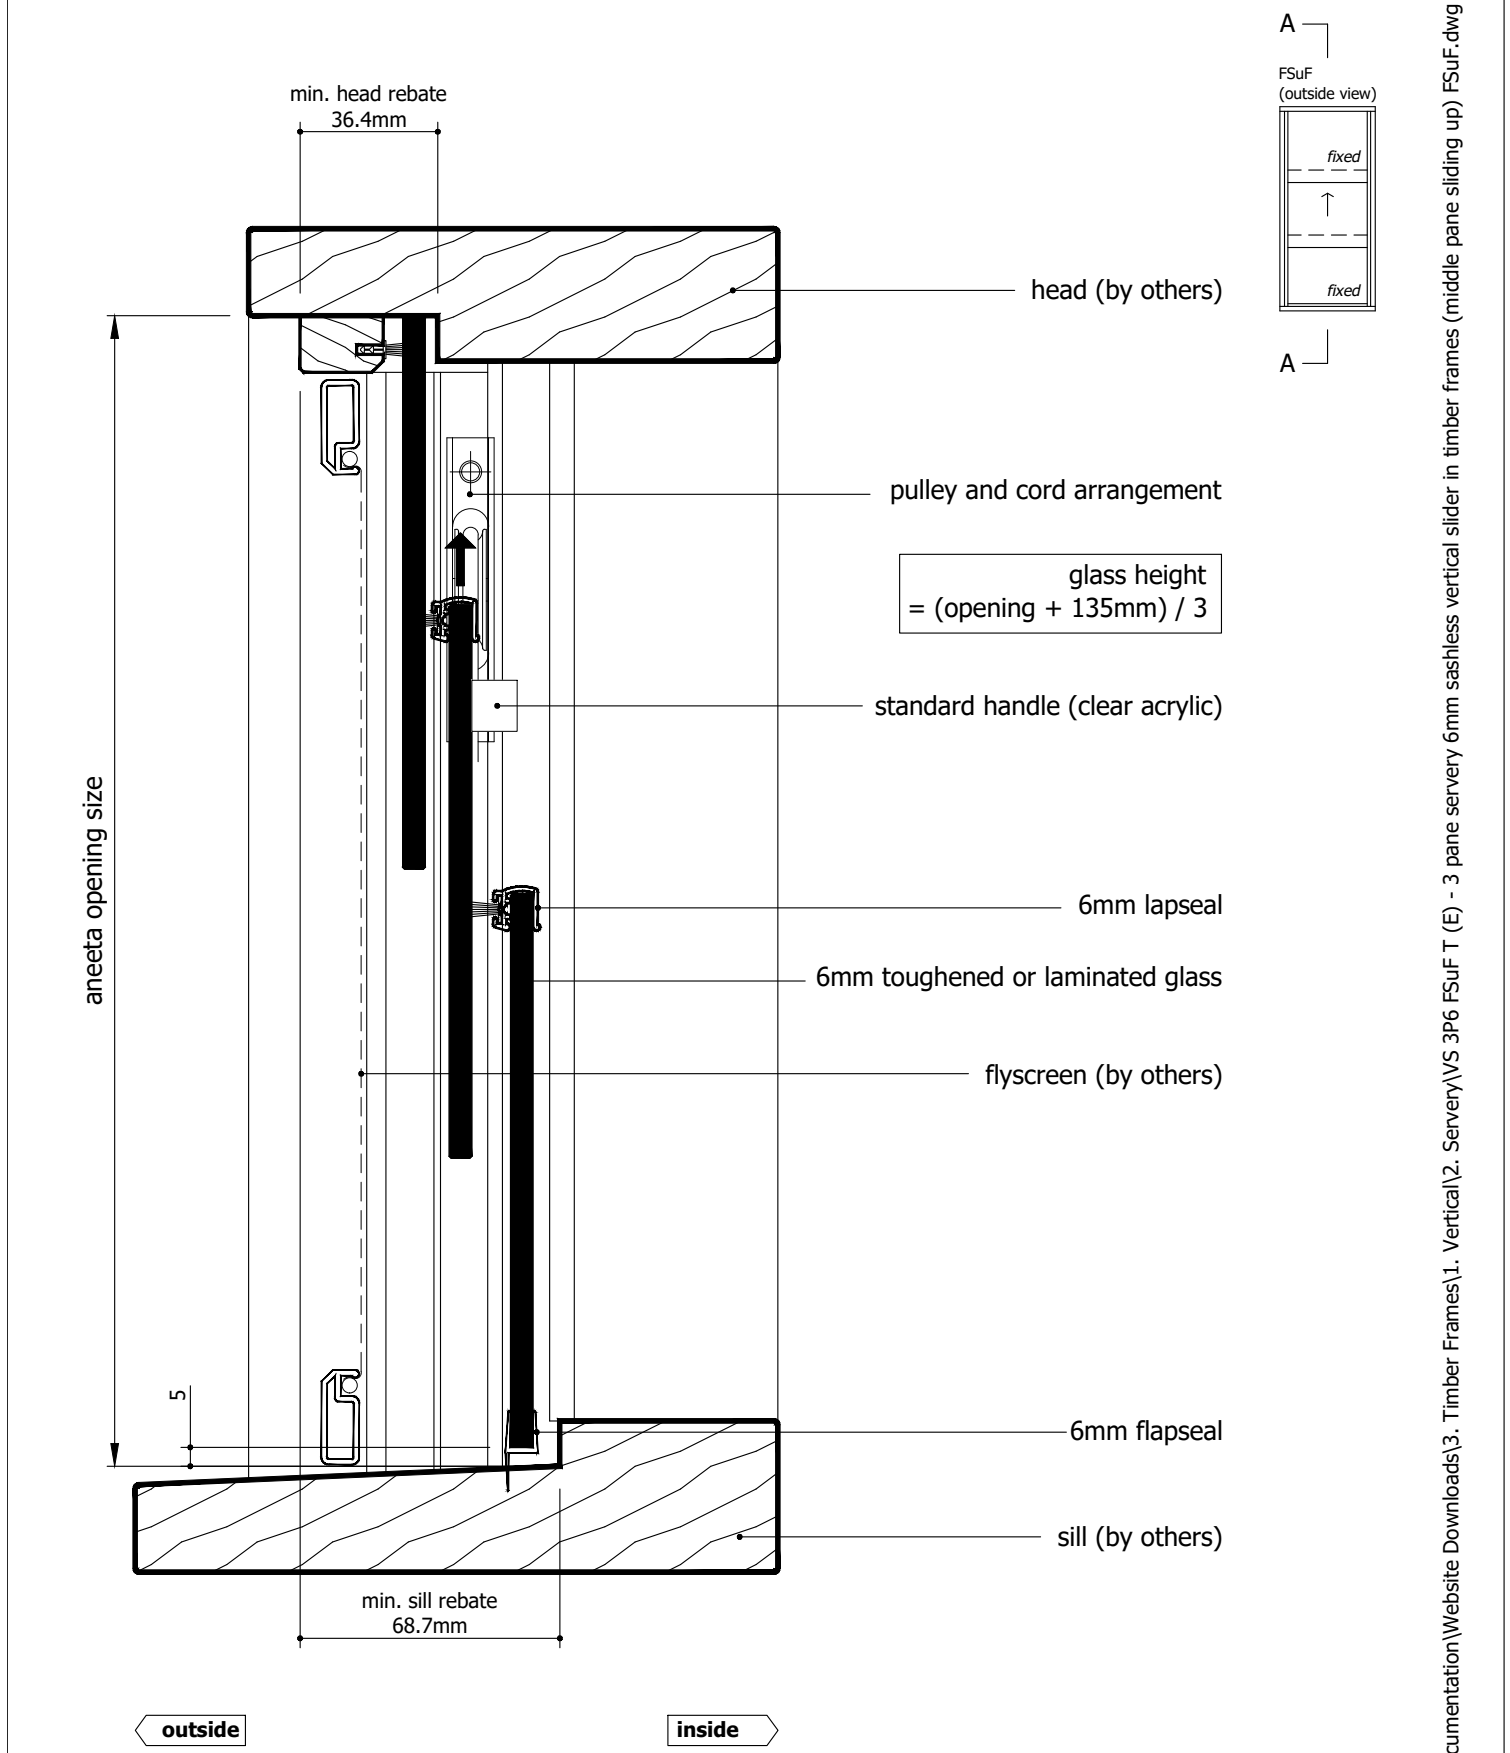 A
FSuF
(outside view)
fixed
fixed
A
min. head rebate
36.4mm
head (by others)
pulley and cord arrangement
glass height
= (opening + 135mm) / 3
standard handle (clear acrylic)
aneeta opening size
6mm lapseal
6mm toughened or laminated glass
flyscreen (by others)
5
6mm flapseal
sill (by others)
min. sill rebate
68.7mm
outside
inside
cumentation\Website Downloads\3. Timber Frames\1. Vertical\2. Servery\VS 3P6 FSuF T (E) - 3 pane servery 6mm sashless vertical slider in timber frames (middle pane sliding up) FSuF.dwg